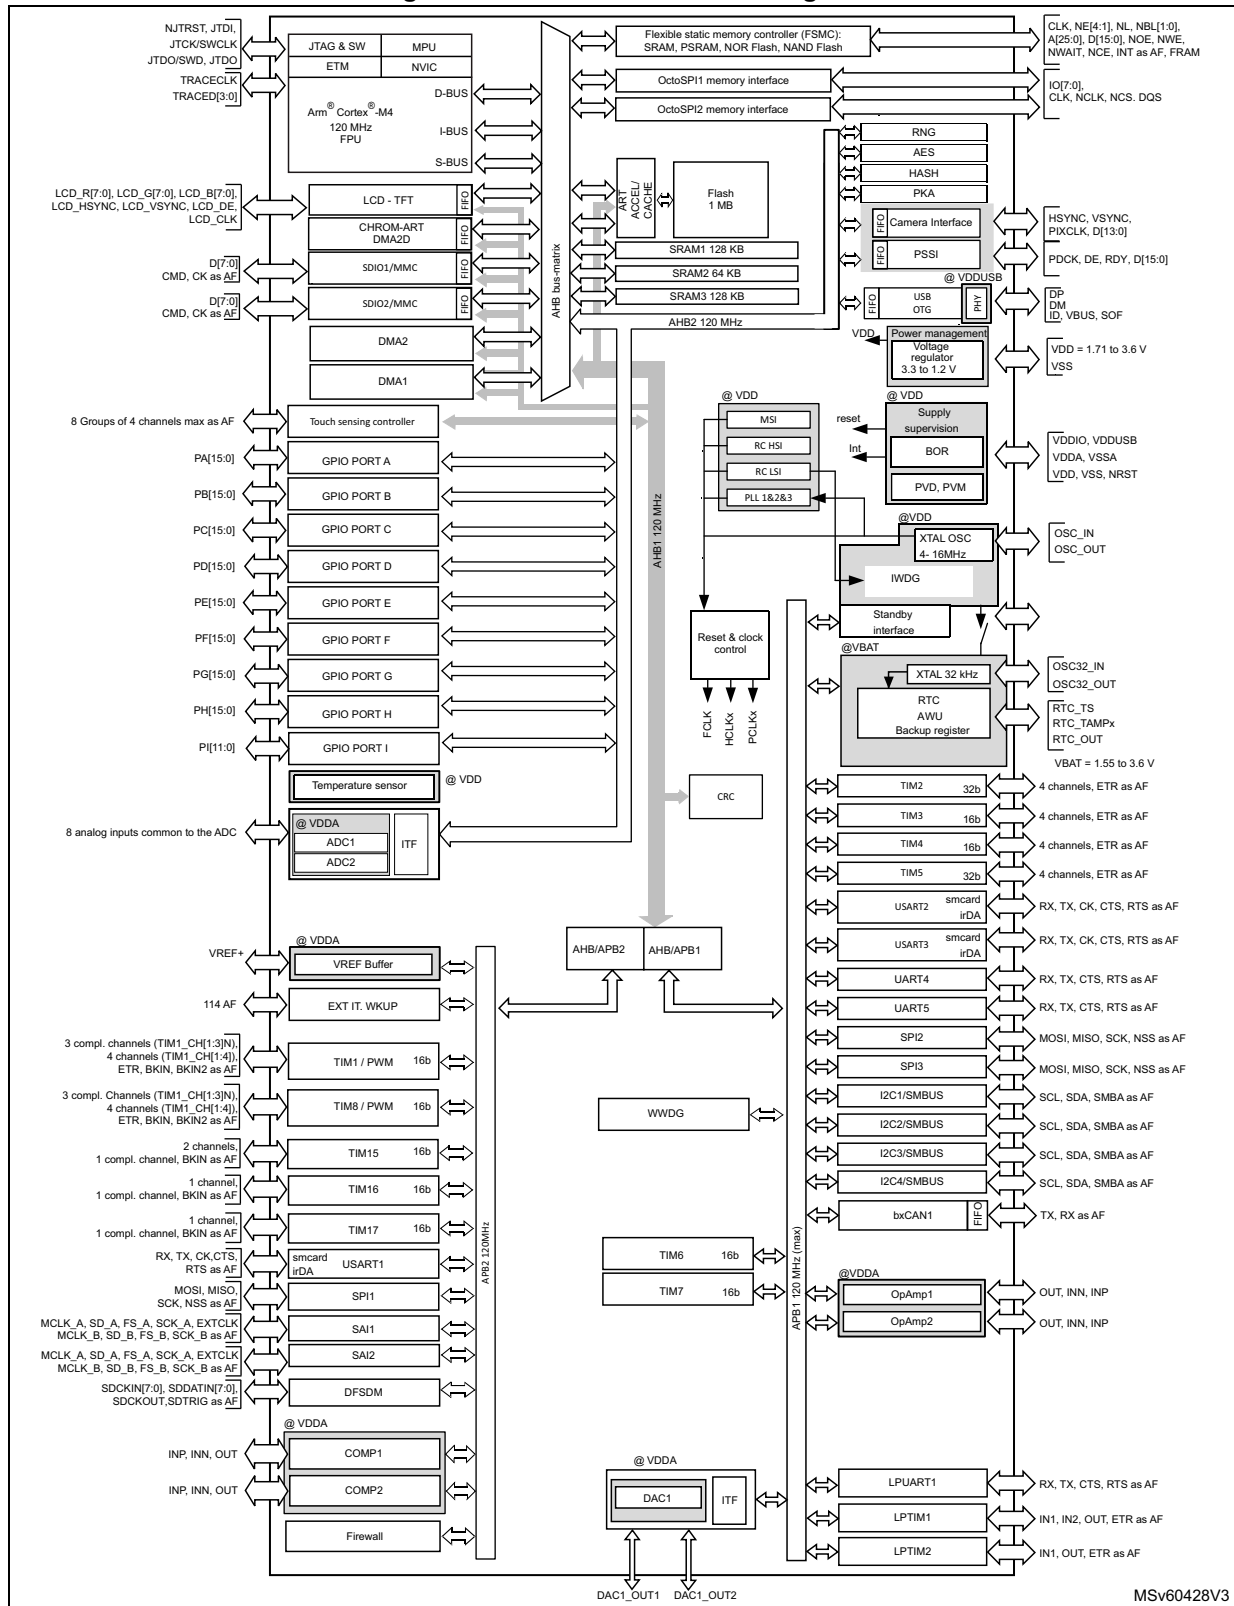 NJTRST, JTDI,
JTCK/SWCLK
JTDO/SWD, JTDO
TRACECLK
TRACED[3:0]
JTAG & SW
MPU
ETM
NVIC
Arm® Cortex®-M4
120 MHz
FPU
D-BUS
I-BUS
S-BUS
AHB bus-matrix
Flexible static memory controller (FSMC):
SRAM, PSRAM, NOR Flash, NAND Flash
OctoSPI1 memory interface
OctoSPI2 memory interface
CLK, NE[4:1], NL, NBL[1:0],
A[25:0], D[15:0], NOE, NWE,
NWAIT, NCE, INT as AF, FRAM
IO[7:0],
CLK, NCLK, NCS. DQS
RNG
AES
HASH
PKA
FIFO
Camera Interface
FIFO
PSSI
HSYNC, VSYNC,
PIXCLK, D[13:0]
PDCK, DE, RDY, D[15:0]
@ VDDUSB
FIFO
USB
OTG
PHY
DP
DM
ID, VBUS, SOF
LCD_R[7:0], LCD_G[7:0], LCD_B[7:0],
LCD_HSYNC, LCD_VSYNC, LCD_DE,
LCD_CLK
LCD - TFT
FIFO
CHROM-ART
DMA2D
FIFO
D[7:0]
CMD, CK as AF
SDIO1/MMC
FIFO
D[7:0]
CMD, CK as AF
SDIO2/MMC
FIFO
DMA2
DMA1
ART
ACCEL/
CACHE
Flash
1 MB
SRAM1 128 KB
SRAM2 64 KB
SRAM3 128 KB
AHB2 120 MHz
VDD
Power management
Voltage
regulator
3.3 to 1.2 V
VDD = 1.71 to 3.6 V
VSS
8 Groups of 4 channels max as AF
Touch sensing controller
PA[15:0]
GPIO PORT A
PB[15:0]
GPIO PORT B
PC[15:0]
GPIO PORT C
PD[15:0]
GPIO PORT D
PE[15:0]
GPIO PORT E
PF[15:0]
GPIO PORT F
PG[15:0]
GPIO PORT G
PH[15:0]
GPIO PORT H
PI[11:0]
GPIO PORT I
Temperature sensor
@ VDD
8 analog inputs common to the ADC
@ VDDA
ADC1
ADC2
ITF
AHB1 120 MHz
@ VDD
MSI
RC HSI
RC LSI
PLL 1&2&3
@ VDD
reset
Int
Supply
supervision
BOR
PVD, PVM
VDDIO, VDDUSB
VDDA, VSSA
VDD, VSS, NRST
@VDD
XTAL OSC
4- 16MHz
IWDG
OSC_IN
OSC_OUT
Standby
interface
Reset & clock
control
FCLK
HCLKx
PCLKx
@VBAT
XTAL 32 kHz
RTC
AWU
Backup register
OSC32_IN
OSC32_OUT
RTC_TS
RTC_TAMPx
RTC_OUT
VBAT = 1.55 to 3.6 V
CRC
TIM2
32b
4 channels, ETR as AF
TIM3
16b
4 channels, ETR as AF
TIM4
16b
4 channels, ETR as AF
TIM5
32b
4 channels, ETR as AF
USART2
smcard
irDA
RX, TX, CK, CTS, RTS as AF
USART3
smcard
irDA
RX, TX, CK, CTS, RTS as AF
UART4
RX, TX, CTS, RTS as AF
UART5
RX, TX, CTS, RTS as AF
SPI2
MOSI, MISO, SCK, NSS as AF
SPI3
MOSI, MISO, SCK, NSS as AF
I2C1/SMBUS
SCL, SDA, SMBA as AF
I2C2/SMBUS
SCL, SDA, SMBA as AF
I2C3/SMBUS
SCL, SDA, SMBA as AF
I2C4/SMBUS
SCL, SDA, SMBA as AF
bxCAN1
FIFO
TX, RX as AF
@VDDA
OpAmp1
OUT, INN, INP
OpAmp2
OUT, INN, INP
LPUART1
RX, TX, CTS, RTS as AF
LPTIM1
IN1, IN2, OUT, ETR as AF
LPTIM2
IN1, OUT, ETR as AF
APB1 120 MHz (max)
AHB/APB2
AHB/APB1
WWDG
TIM6
16b
TIM7
16b
@ VDDA
DAC1
ITF
DAC1_OUT1
DAC1_OUT2
VREF+
@ VDDA
VREF Buffer
114 AF
EXT IT. WKUP
3 compl. channels (TIM1_CH[1:3]N),
4 channels (TIM1_CH[1:4]),
ETR, BKIN, BKIN2 as AF
TIM1 / PWM
16b
3 compl. Channels (TIM1_CH[1:3]N),
4 channels (TIM1_CH[1:4]),
ETR, BKIN, BKIN2 as AF
TIM8 / PWM
16b
2 channels,
1 compl. channel, BKIN as AF
TIM15
16b
1 channel,
1 compl. channel, BKIN as AF
TIM16
16b
1 channel,
1 compl. channel, BKIN as AF
TIM17
16b
RX, TX, CK,CTS,
RTS as AF
smcard
irDA
USART1
MOSI, MISO,
SCK, NSS as AF
SPI1
MCLK_A, SD_A, FS_A, SCK_A, EXTCLK
MCLK_B, SD_B, FS_B, SCK_B as AF
SAI1
MCLK_A, SD_A, FS_A, SCK_A, EXTCLK
MCLK_B, SD_B, FS_B, SCK_B as AF
SAI2
SDCKIN[7:0], SDDATIN[7:0],
SDCKOUT,SDTRIG as AF
DFSDM
APB2 120MHz
@ VDDA
INP, INN, OUT
COMP1
INP, INN, OUT
COMP2
Firewall
MSv60428V3